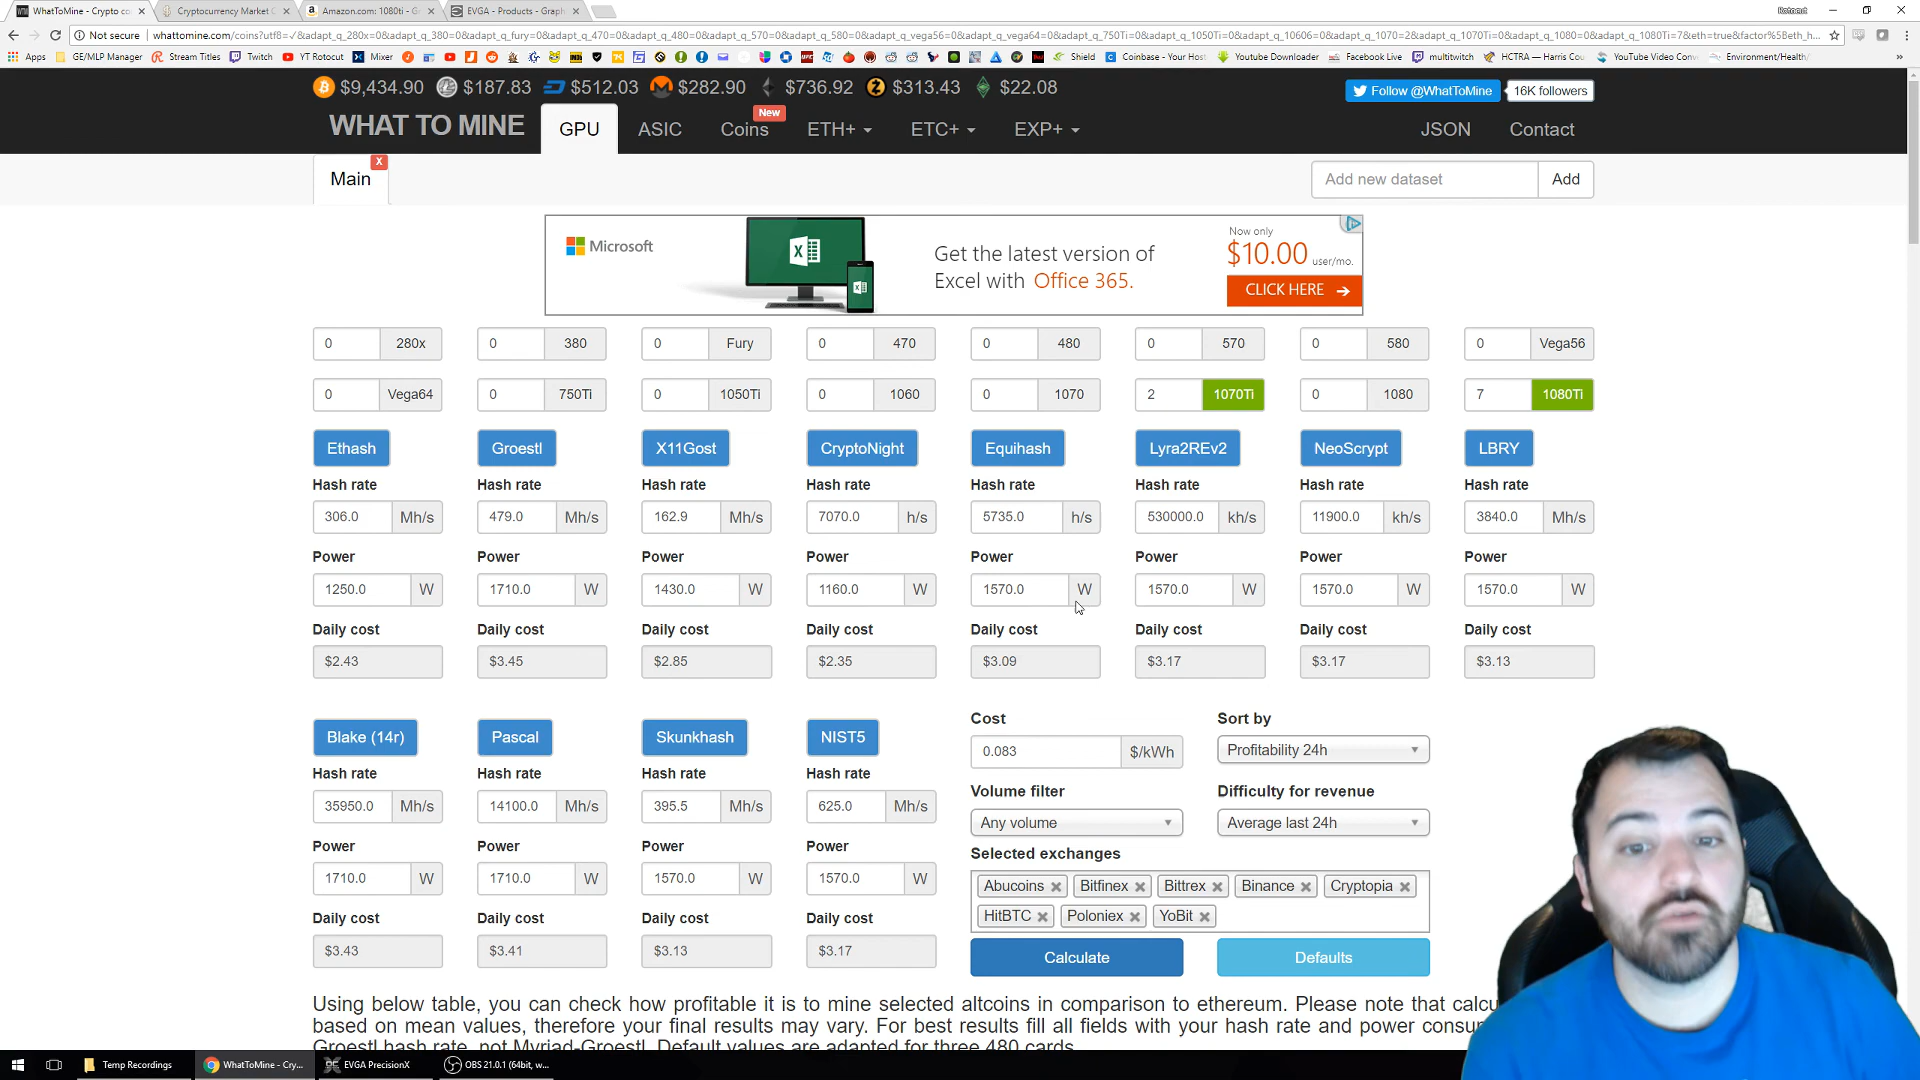 WhatToMine - Crypto co
Cryptocurrency Market C
Amazon.com: 1080ti - G
EVGA - Products - Graph
Rotocut
Not secure
whattomine.com/coins?utf8=✓&adapt_q_280x=0&adapt_q_380=0&adapt_q_fury=0&adapt_q_470=0&adapt_q_480=0&adapt_q_570=0&adapt_q_580=0&adapt_q_vega56=0&adapt_q_vega64=0&adapt_q_750Ti=0&adapt_q_1050Ti=0&adapt_q_10606=0&adapt_q_1070=2&adapt_q_1070Ti=0&adapt_q_1080=0&adapt_q_1080Ti=7&eth=true&factor%5Beth_h...
Apps GE/MLP Manager Stream Titles Twitch YT Rotocut Mixer Shield Coinbase - Your Host Youtube Downloader Facebook Live multitwitch HCTRA – Harris Cou YouTube Video Conv Environment/Health/
$9,434.90 $187.83 $512.03 $282.90 $736.92 $313.43 $22.08
Follow @WhatToMine 16K followers
New
WHAT TO MINE GPU ASIC Coins ETH+ ETC+ EXP+ JSON Contact
Main X
Add new dataset Add
Microsoft
Get the latest version of
Excel with Office 365.
Now only
$10.00 user/mo.
CLICK HERE
0 280x 0 380 0 Fury 0 470 0 480 0 570 0 580 0 Vega56
0 Vega64 0 750Ti 0 1050Ti 0 1060 0 1070 2 1070Ti 0 1080 7 1080Ti
Ethash Groestl X11Gost CryptoNight Equihash Lyra2REv2 NeoScrypt LBRY
Hash rate Hash rate Hash rate Hash rate Hash rate Hash rate Hash rate Hash rate
306.0 Mh/s 479.0 Mh/s 162.9 Mh/s 7070.0 h/s 5735.0 h/s 530000.0 kh/s 11900.0 kh/s 3840.0 Mh/s
Power Power Power Power Power Power Power Power
1250.0 W 1710.0 W 1430.0 W 1160.0 W 1570.0 W 1570.0 W 1570.0 W 1570.0 W
Daily cost Daily cost Daily cost Daily cost Daily cost Daily cost Daily cost Daily cost
$2.43 $3.45 $2.85 $2.35 $3.09 $3.17 $3.17 $3.13
Blake (14r) Pascal Skunkhash NIST5
Hash rate Hash rate Hash rate Hash rate
35950.0 Mh/s 14100.0 Mh/s 395.5 Mh/s 625.0 Mh/s
Power Power Power Power
1710.0 W 1710.0 W 1570.0 W 1570.0 W
Daily cost Daily cost Daily cost Daily cost
$3.43 $3.41 $3.13 $3.17
Cost Sort by
0.083 $/kWh Profitability 24h
Volume filter Difficulty for revenue
Any volume Average last 24h
Selected exchanges
Abucoins Bitfinex Bittrex Binance Cryptopia
HitBTC Poloniex YoBit
Calculate Defaults
Using below table, you can check how profitable it is to mine selected altcoins in comparison to ethereum. Please note that calcu
based on mean values, therefore your final results may vary. For best results fill all fields with your hash rate and power consu
Groestl hash rate, not Myriad-Groestl. Default values are adapted for three 480 cards.
Temp Recordings WhatToMine - Cry... EVGA PrecisionX OBS 21.0.1 (64bit, w...